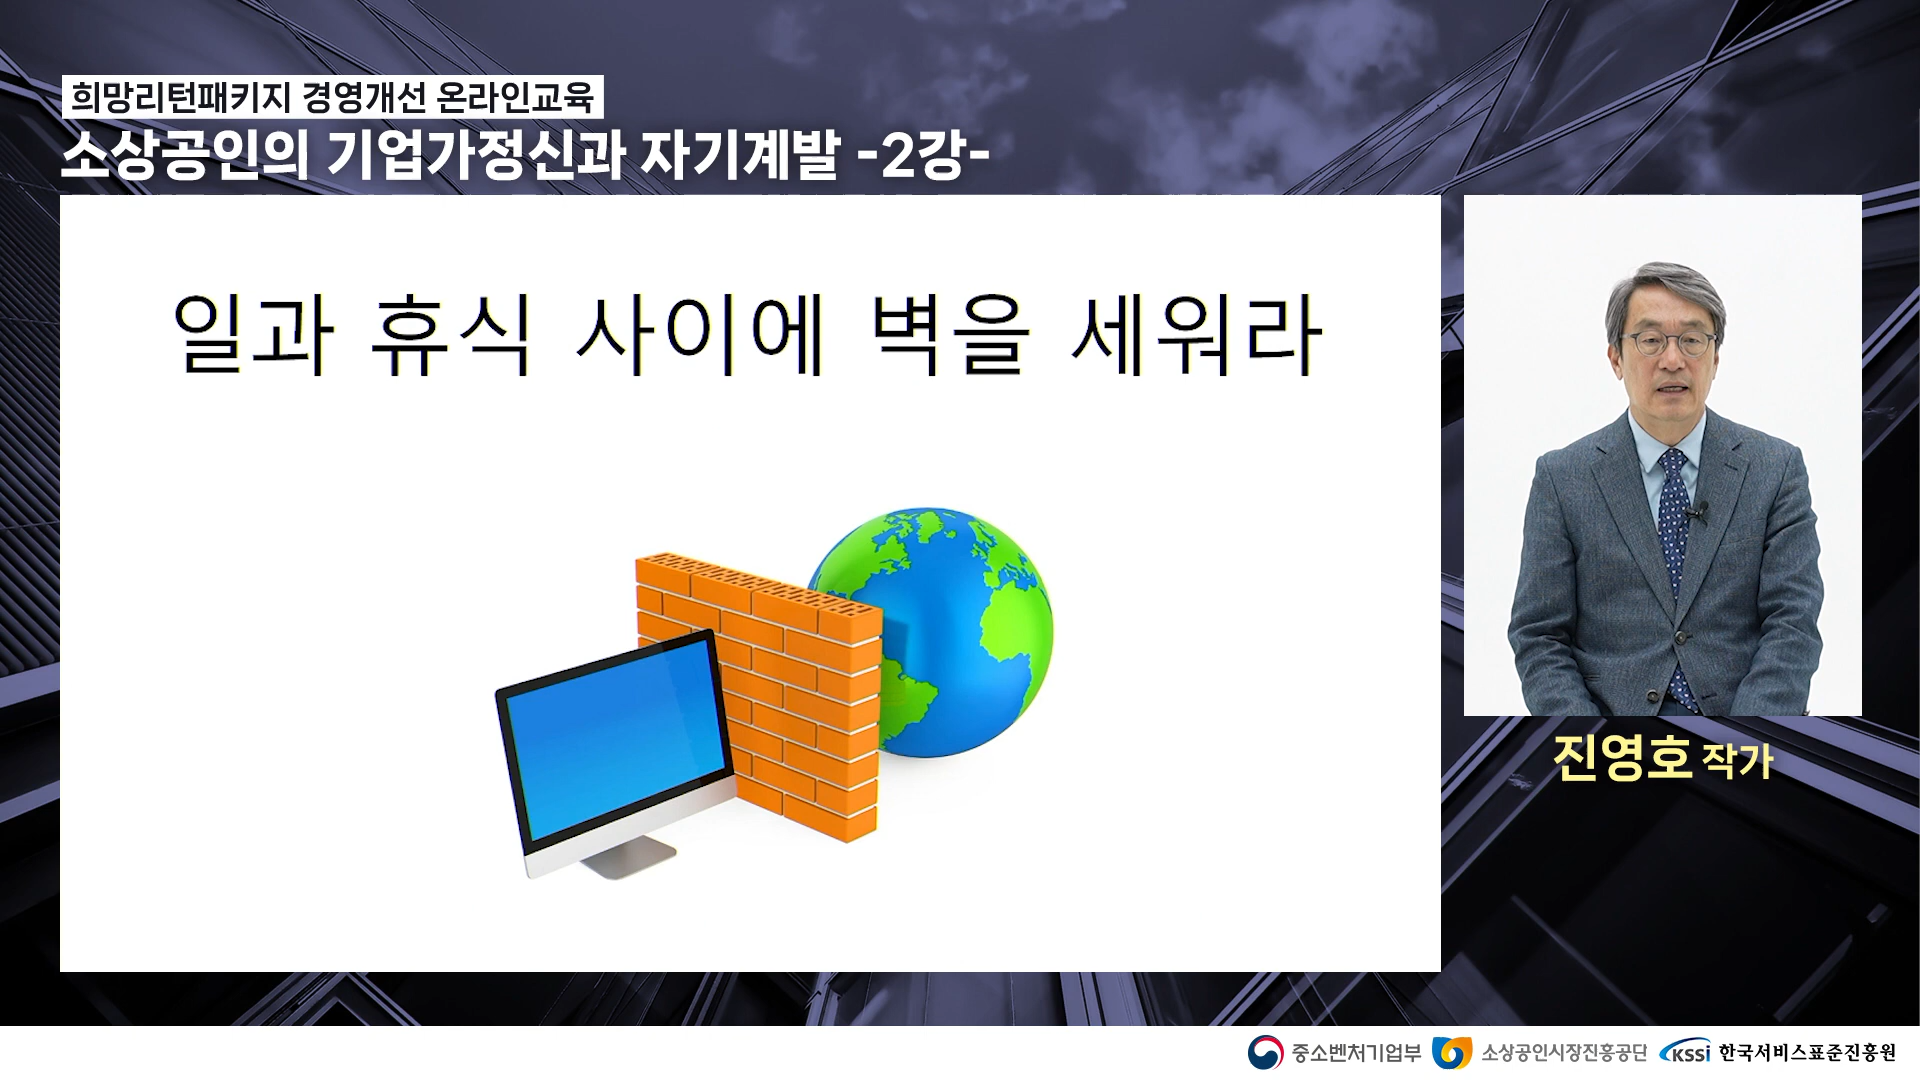 희망리턴패키지 경영개선 온라인교육
소상공인의 기업가정신과 자기계발 -2강-
일과 휴식 사이에 벽을 세워라
진영호 작가
중소벤처기업부 소상공인시장진흥공단 KSSi 한국서비스표준진흥원